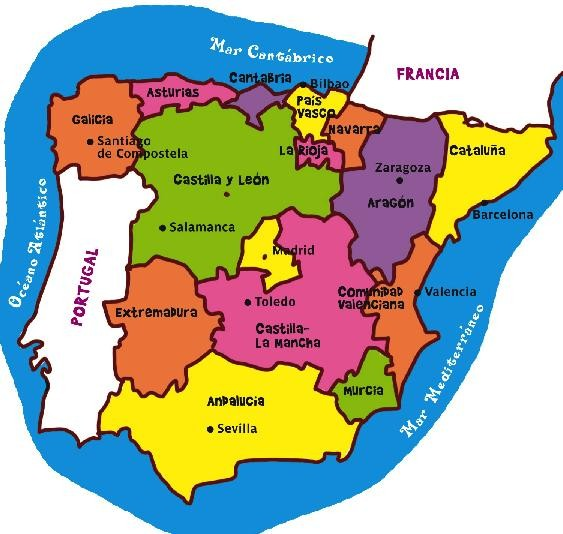 Mar Cantábrico
FRANCIA
Cantabria
Bilbao
Asturias
País
Vasco
Galicia
Navarra
Santiago
de Compostela
La Rioja
Cataluña
Zaragoza
Castilla y León
Aragón
Barcelona
Salamanca
Océano Atlántico
PORTUGAL
Madrid
Comunidad
Valenciana
Valencia
Toledo
Extremadura
Castilla-
La Mancha
Mar Mediterráneo
Murcia
Andalucia
Sevilla